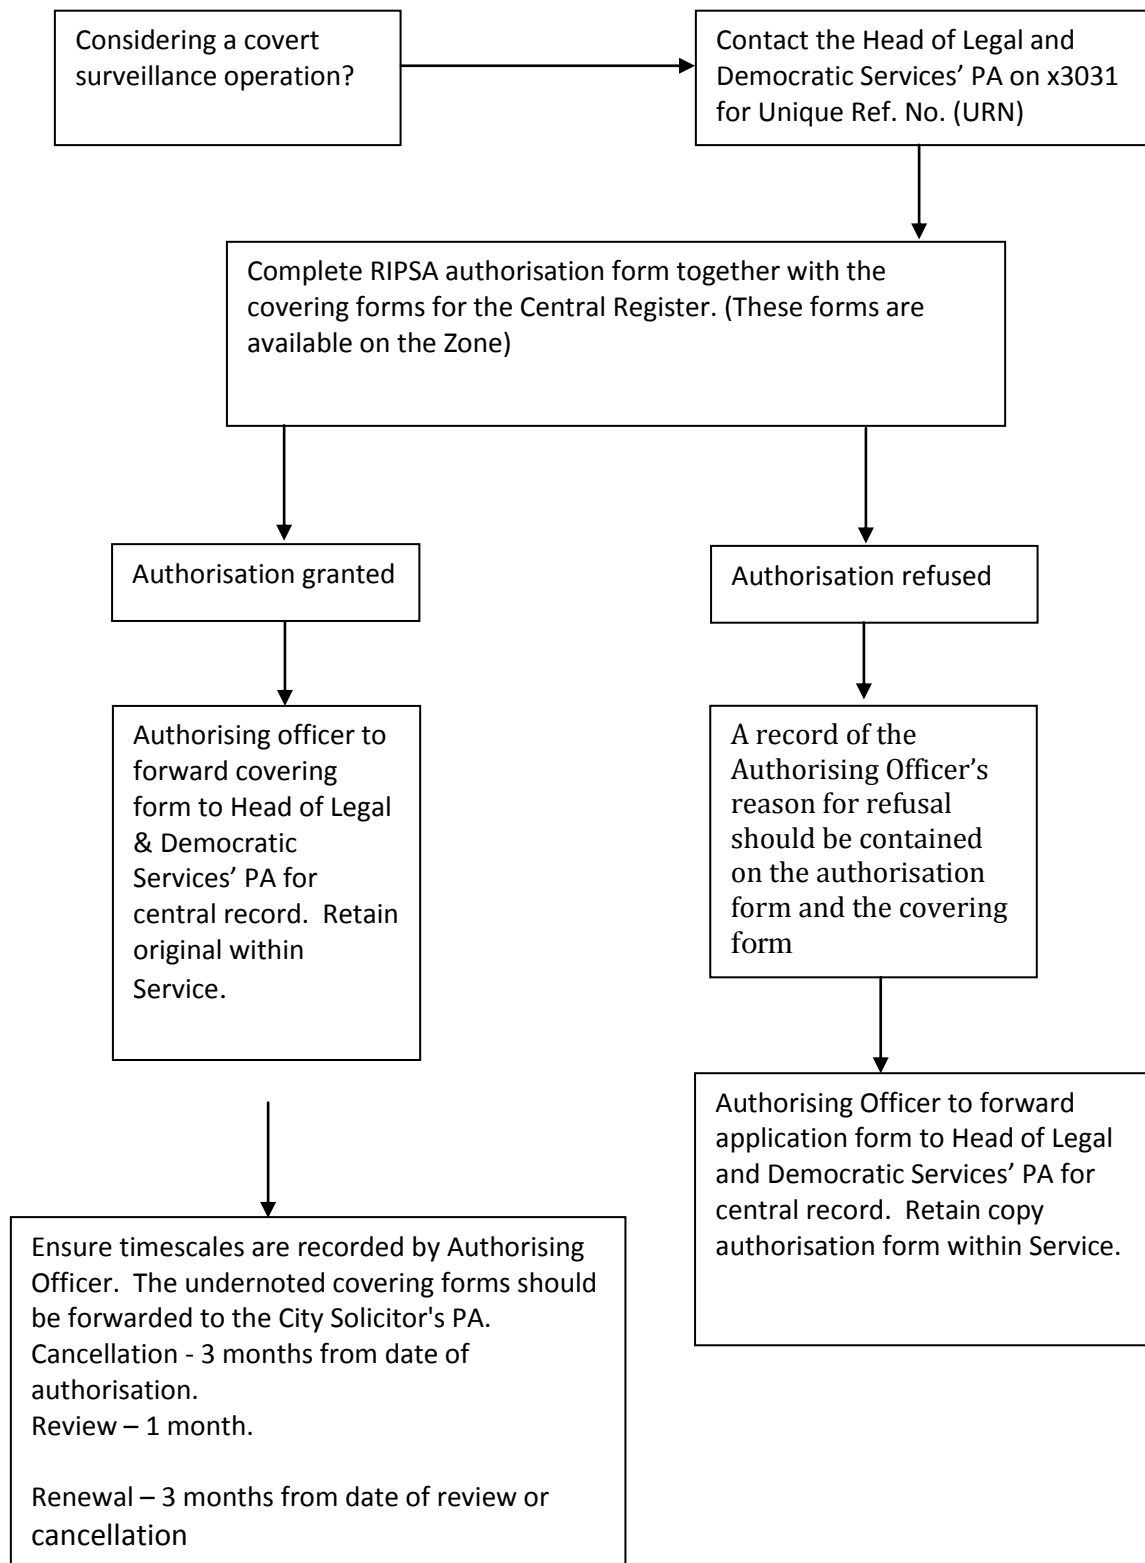 Considering a covert
surveillance operation?
Contact the Head of Legal and
Democratic Services’ PA on x3031
for Unique Ref. No. (URN)
Complete RIPSA authorisation form together with the
covering forms for the Central Register. (These forms are
available on the Zone)
Authorisation granted
Authorisation refused
Authorising officer to
forward covering
form to Head of Legal
& Democratic
Services’ PA for
central record.  Retain
original within
Service.
A record of the
Authorising Officer’s
reason for refusal
should be contained
on the authorisation
form and the covering
form
Authorising Officer to forward
application form to Head of Legal
and Democratic Services’ PA for
central record.  Retain copy
authorisation form within Service.
Ensure timescales are recorded by Authorising
Officer.  The undernoted covering forms should
be forwarded to the City Solicitor's PA.
Cancellation - 3 months from date of
authorisation.
Review – 1 month.
Renewal – 3 months from date of review or
cancellation